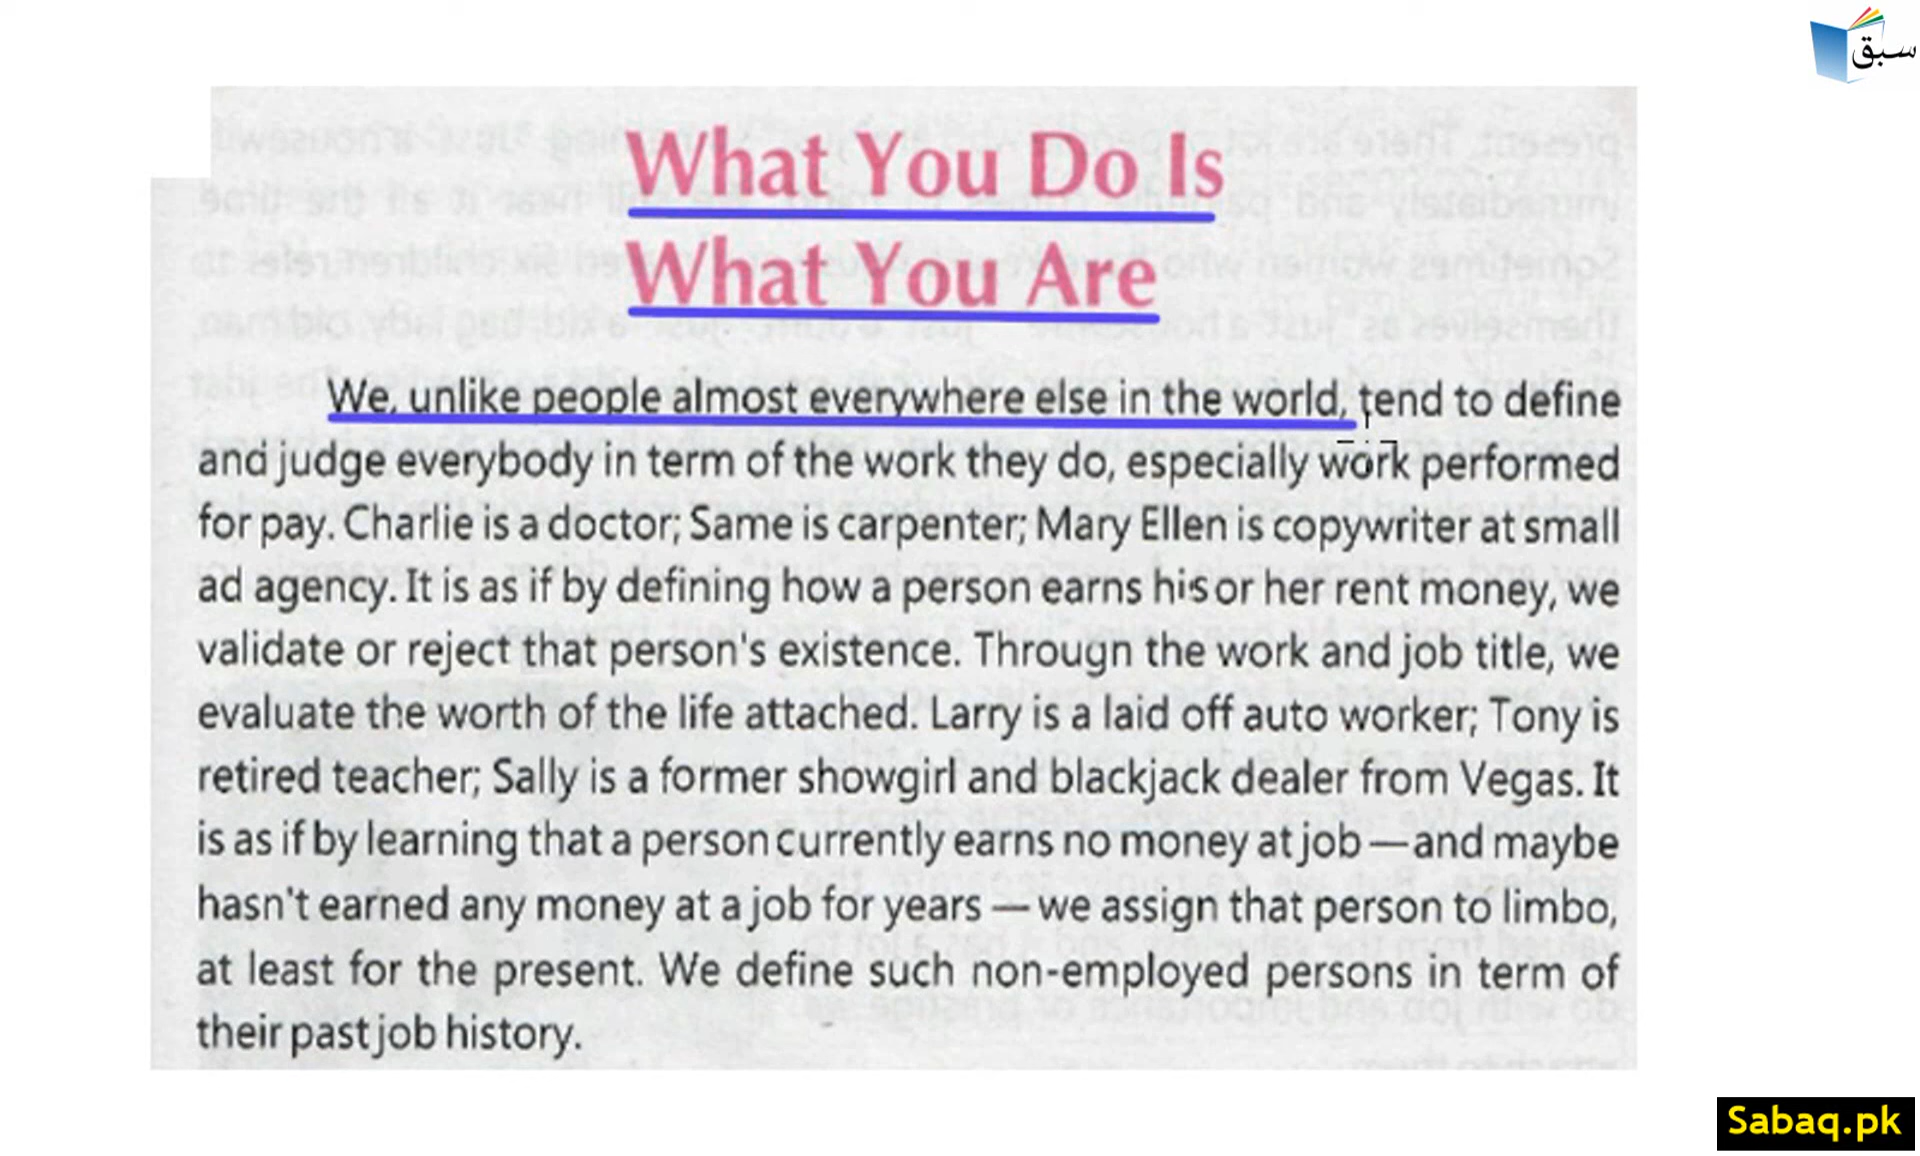 سبق
What You Do Is
What You Are
We, unlike people almost everywhere else in the world, tend to define
and judge everybody in term of the work they do, especially work performed
for pay. Charlie is a doctor; Same is carpenter; Mary Ellen is copywriter at small
ad agency. It is as if by defining how a person earns his or her rent money, we
validate or reject that person's existence. Through the work and job title, we
evaluate the worth of the life attached. Larry is a laid off auto worker; Tony is
retired teacher; Sally is a former showgirl and blackjack dealer from Vegas. It
is as if by learning that a person currently earns no money at job—and maybe
hasn't earned any money at a job for years — we assign that person to limbo,
at least for the present. We define such non-employed persons in term of
their past job history.
Sabaq.pk